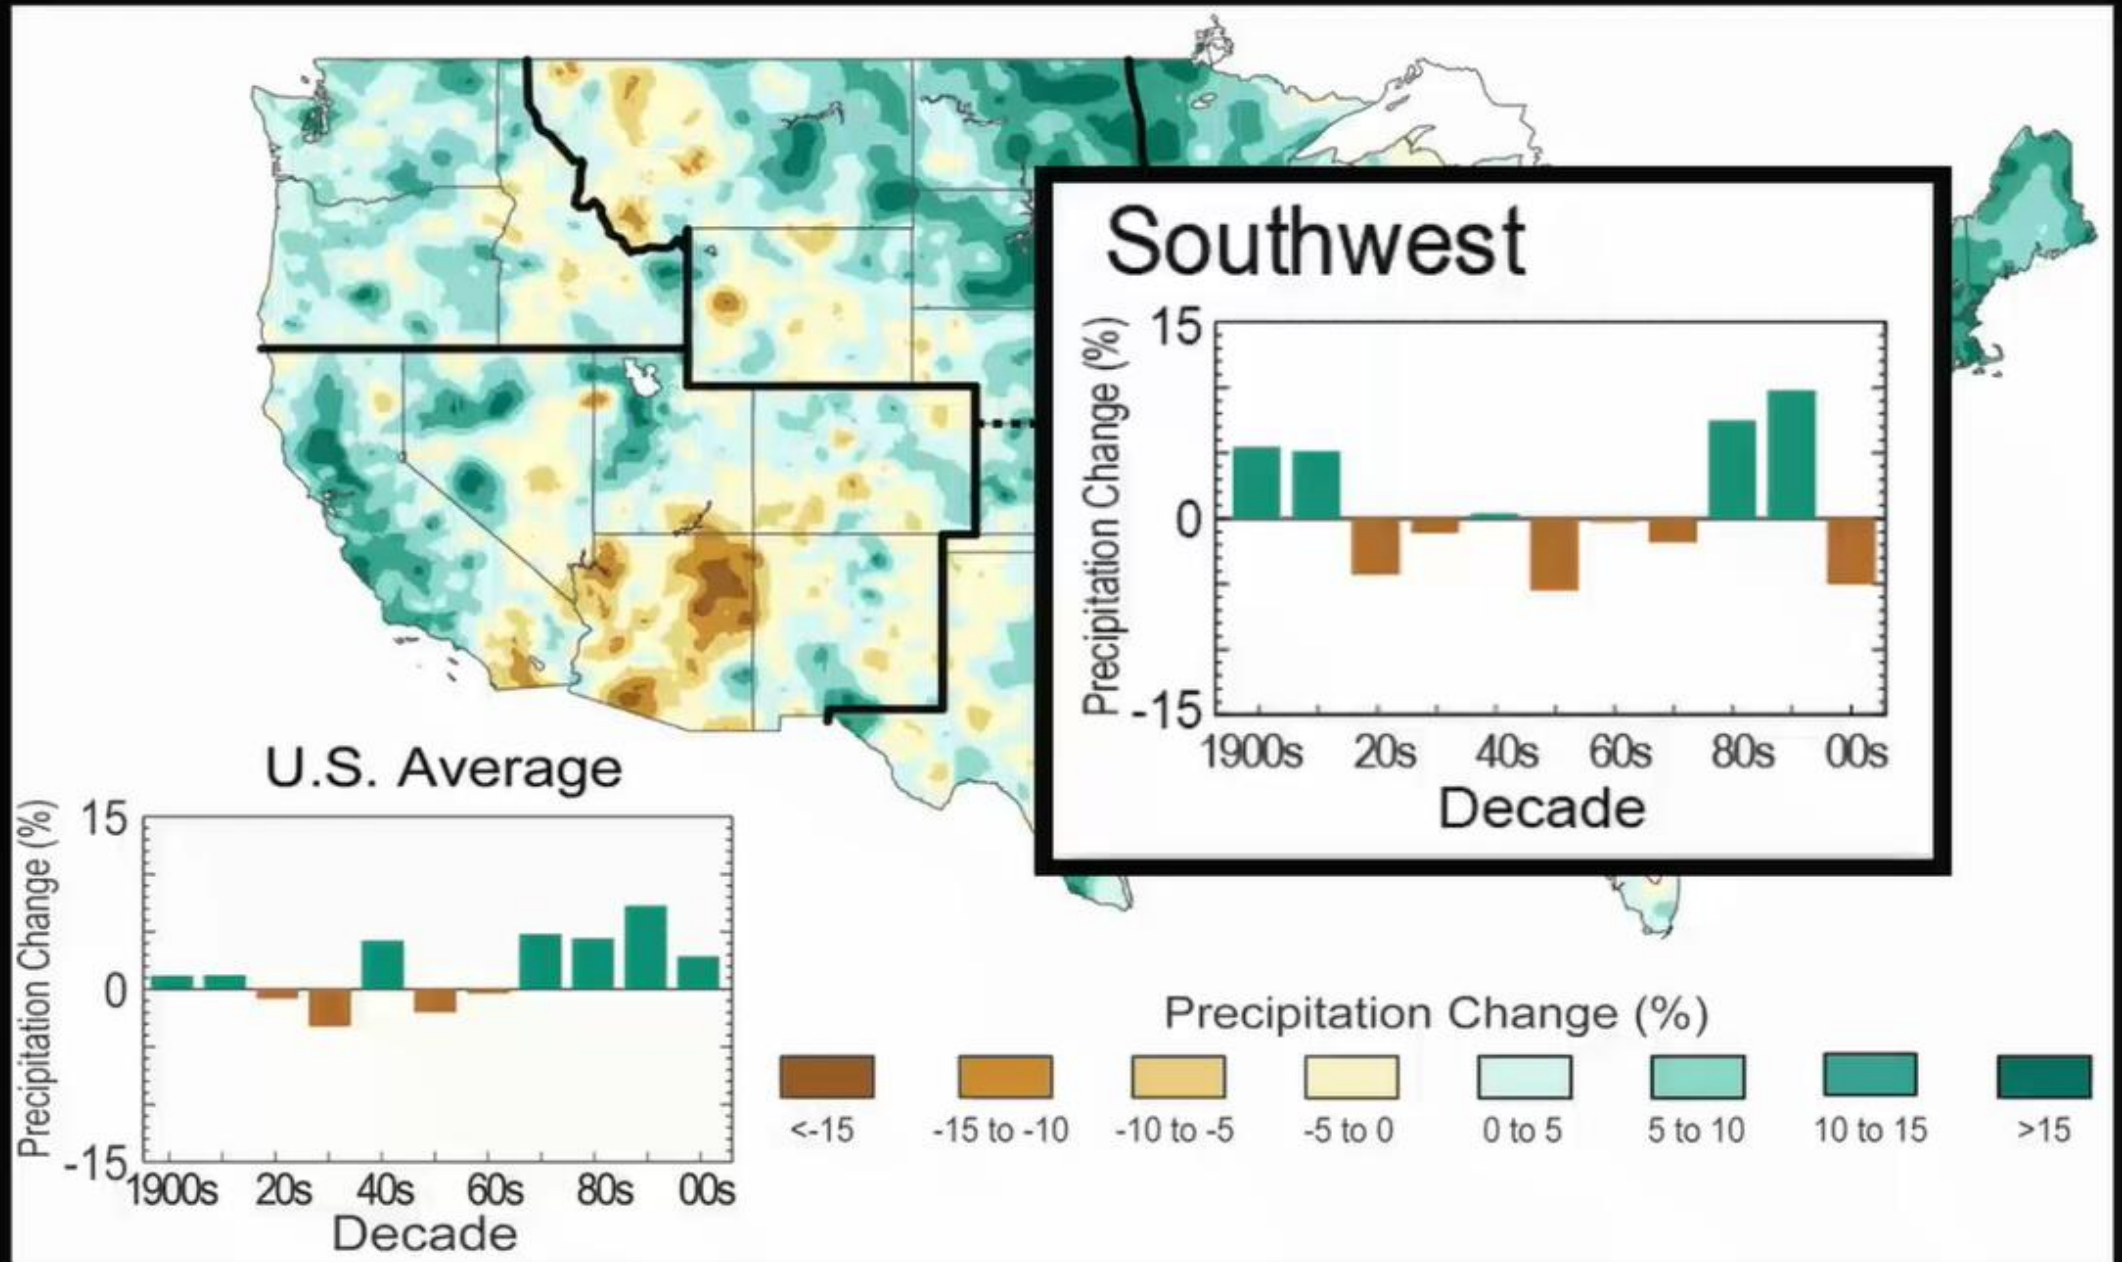 Southwest
Precipitation Change (%)
15
0
-15
1900s 20s 40s 60s 80s 00s
Decade
U.S. Average
Precipitation Change (%)
15
0
-15
1900s 20s 40s 60s 80s 00s
Decade
Precipitation Change (%)
<-15 -15 to -10 -10 to -5 -5 to 0 0 to 5 5 to 10 10 to 15 >15